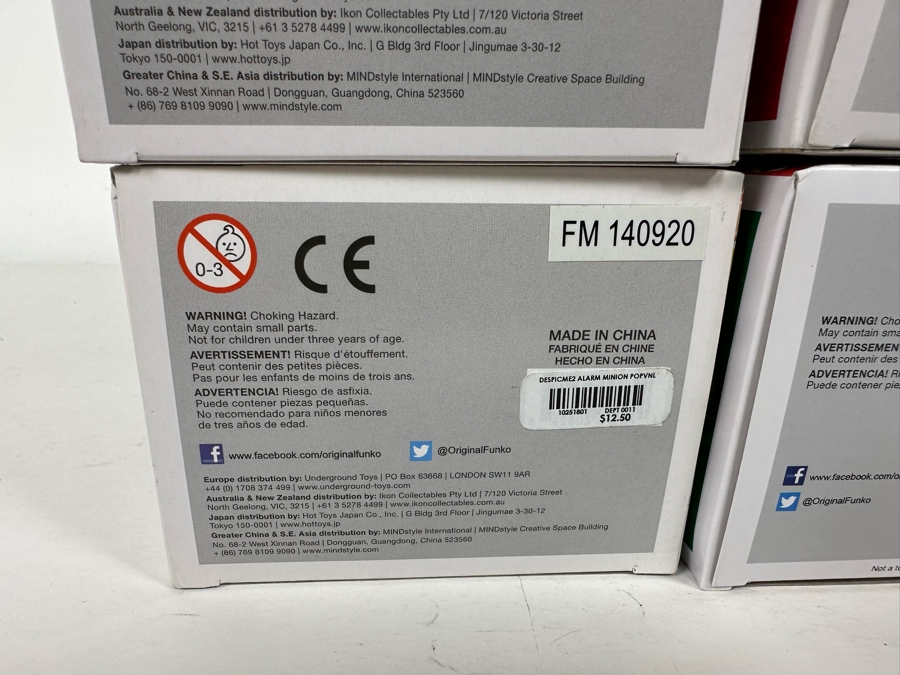 Australia & New Zealand distribution by: Ikon Collectables Pty Ltd | 7/120 Victoria Street
North Geelong, VIC, 3215 | +61 3 5278 4499 | www.ikoncollectables.com.au
Japan distribution by: Hot Toys Japan Co., Inc. | G Bldg 3rd Floor | Jingumae 3-30-12
Tokyo 150-0001 | www.hottoys.jp
Greater China & S.E. Asia distribution by: MINDstyle International | MINDstyle Creative Space Building
No. 68-2 West Xinnan Road | Dongguan, Guangdong, China 523560
+ (86) 769 8109 9090 | www.mindstyle.com
0-3
CE
FM 140920
WARNING! Choking Hazard.
May contain small parts.
Not for children under three years of age.
AVERTISSEMENT! Risque d'étouffement.
Peut contenir des petites pièces.
Pas pour les enfants de moins de trois ans.
ADVERTENCIA! Riesgo de asfixia.
Puede contener piezas pequeñas.
No recomendado para niños menores
de tres años de edad.
MADE IN CHINA
FABRIQUÉ EN CHINE
HECHO EN CHINA
DESPICME2 ALARM MINION POPVNL
10251801 DEPT 0011
$12.50
f www.facebook.com/originalfunko
@OriginalFunko
Europe distribution by: Underground Toys | PO Box 63668 | LONDON SW11 9AR
+44 (0) 1708 374 499 | www.underground-toys.com
Australia & New Zealand distribution by: Ikon Collectables Pty Ltd | 7/120 Victoria Street
North Geelong, VIC, 3215 | +61 3 5278 4499 | www.ikoncollectables.com.au
Japan distribution by: Hot Toys Japan Co., Inc. | G Bldg 3rd Floor | Jingumae 3-30-12
Tokyo 150-0001 | www.hottoys.jp
Greater China & S.E. Asia distribution by: MINDstyle International | MINDstyle Creative Space Building
No. 68-2 West Xinnan Road | Dongguan, Guangdong, China 523560
+ (86) 769 8109 9090 | www.mindstyle.com
WARNING! Cho
May contain sma
AVERTISSEMEN
Peut contenir des
ADVERTENCIA! Ri
Puede contener pie
f www.facebook.com/o
@OriginalFunko
Not a to